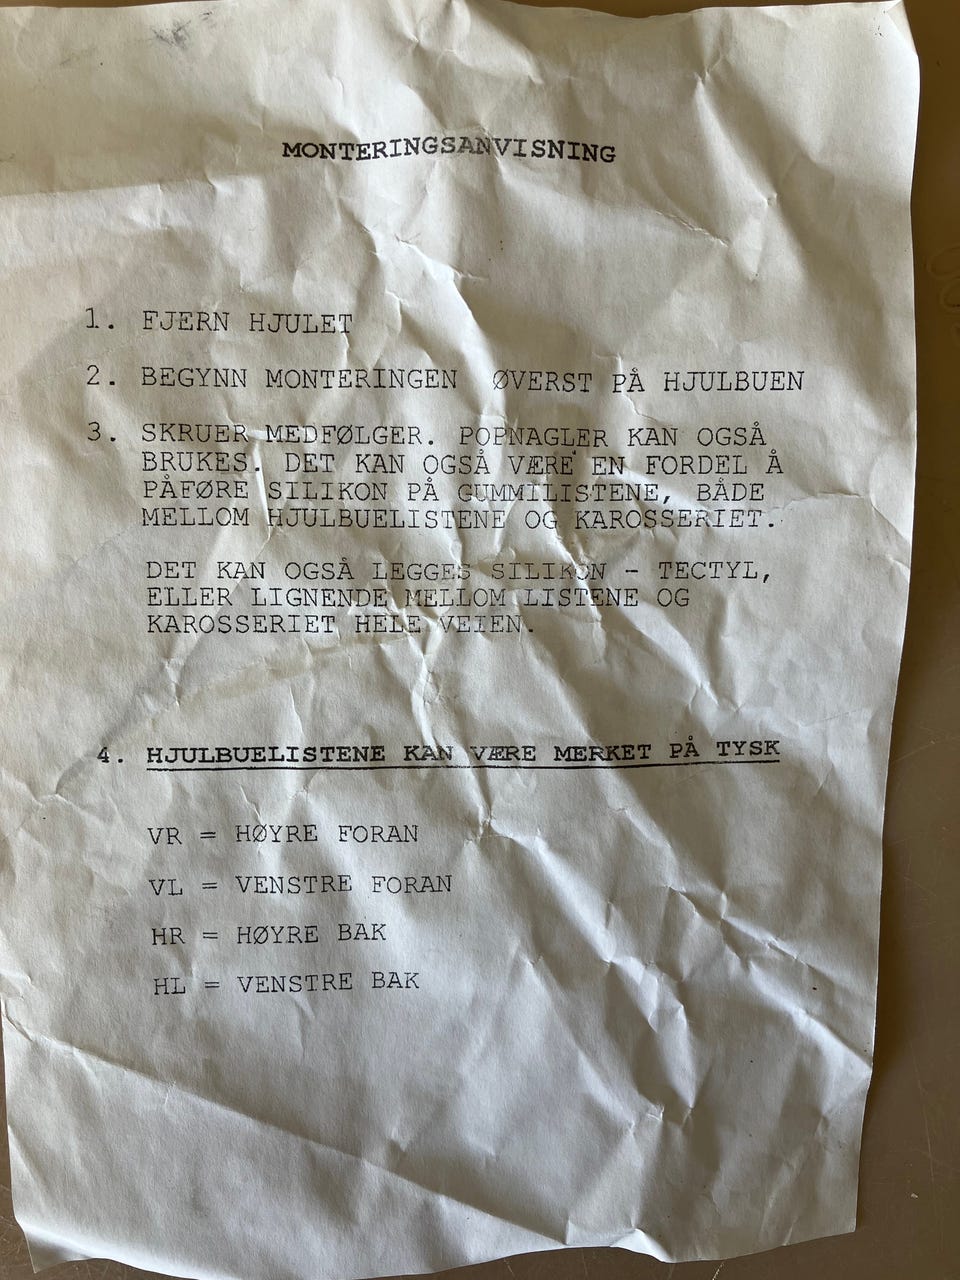 MONTERINGSANVISNING
1. FJERN HJULET
2. BEGYNN MONTERINGEN ØVERST PÅ HJULBUEN
3. SKRUER MEDFØLGER. POPNAGLER KAN OGSÅ
BRUKES. DET KAN OGSÅ VÆRE EN FORDEL Å
PÅFØRE SILIKON PÅ GUMMILISTENE, BÅDE
MELLOM HJULBUELISTENE OG KAROSSERIET.
DET KAN OGSÅ LEGGES SILIKON - TECTYL,
ELLER LIGNENDE MELLOM LISTENE OG
KAROSSERIET HELE VEIEN.
4. HJULBUELISTENE KAN VÆRE MERKET PÅ TYSK
VR = HØYRE FORAN
VL = VENSTRE FORAN
HR = HØYRE BAK
HL = VENSTRE BAK